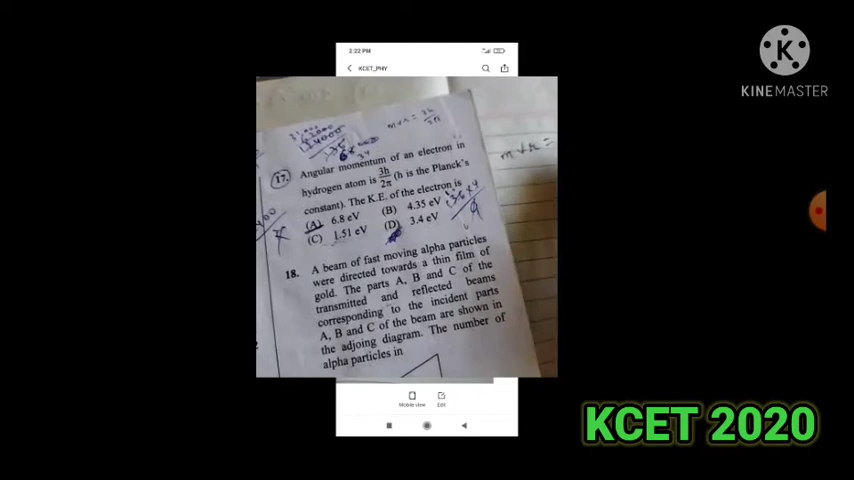 2:22 PM
KCET_PHY
K
KINEMASTER
17. Angular momentum of an electron in
hydrogen atom is 3h/2π (h is the Planck's
constant). The K.E. of the electron is
(A) 6.8 eV (B) 4.35 eV
(C) 1.51 eV (D) 3.4 eV
18. A beam of fast moving alpha particles
were directed towards a thin film of
gold. The parts A, B and C of the
transmitted and reflected beams
corresponding to the incident parts
A, B and C of the beam are shown in
the adjoing diagram. The number of
alpha particles in
Mobile view Edit
KCET 2020